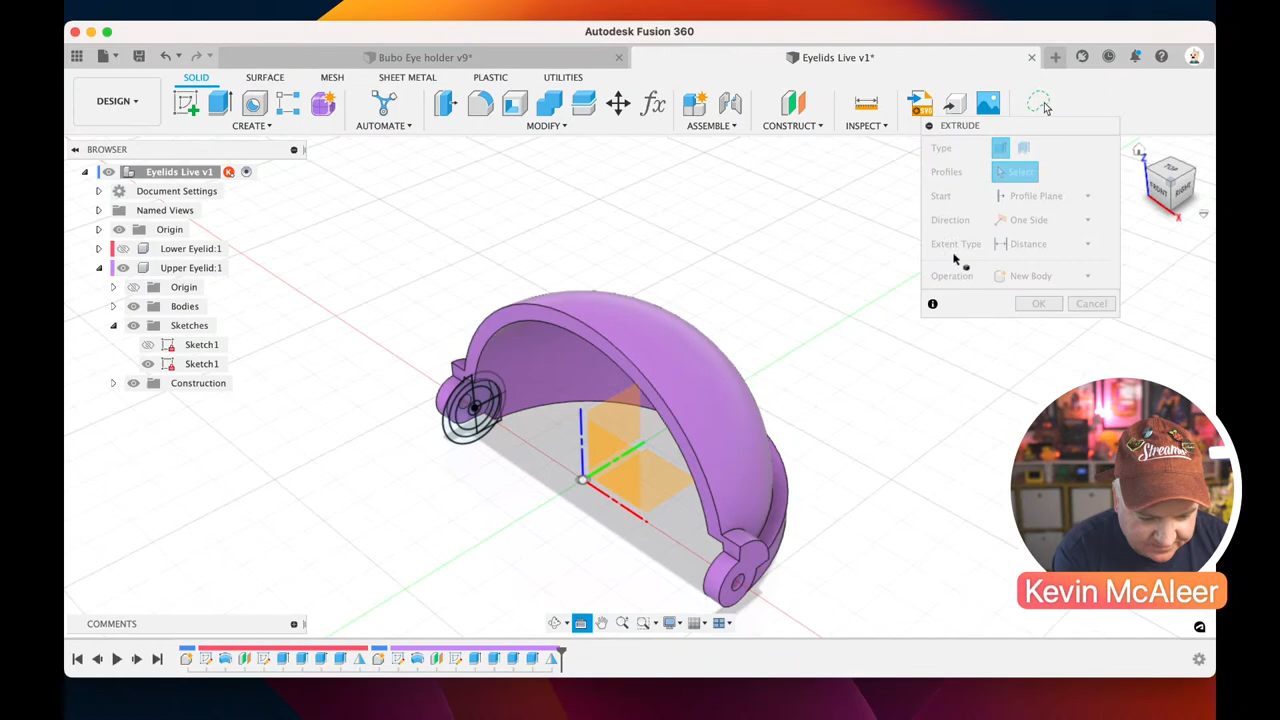 Autodesk Fusion 360
Bubo Eye holder v9*
Eyelids Live v1*
DESIGN
SOLID
SURFACE
MESH
SHEET METAL
PLASTIC
UTILITIES
CREATE
AUTOMATE
MODIFY
ASSEMBLE
CONSTRUCT
INSPECT
BROWSER
Eyelids Live v1
Document Settings
Named Views
Origin
Lower Eyelid:1
Upper Eyelid:1
Origin
Bodies
Sketches
Sketch1
Sketch1
Construction
COMMENTS
EXTRUDE
Type
Profiles Select
Start Profile Plane
Direction One Side
Extent Type Distance
Operation New Body
OK Cancel
TOP
FRONT
RIGHT
Z
X
Kevin McAleer